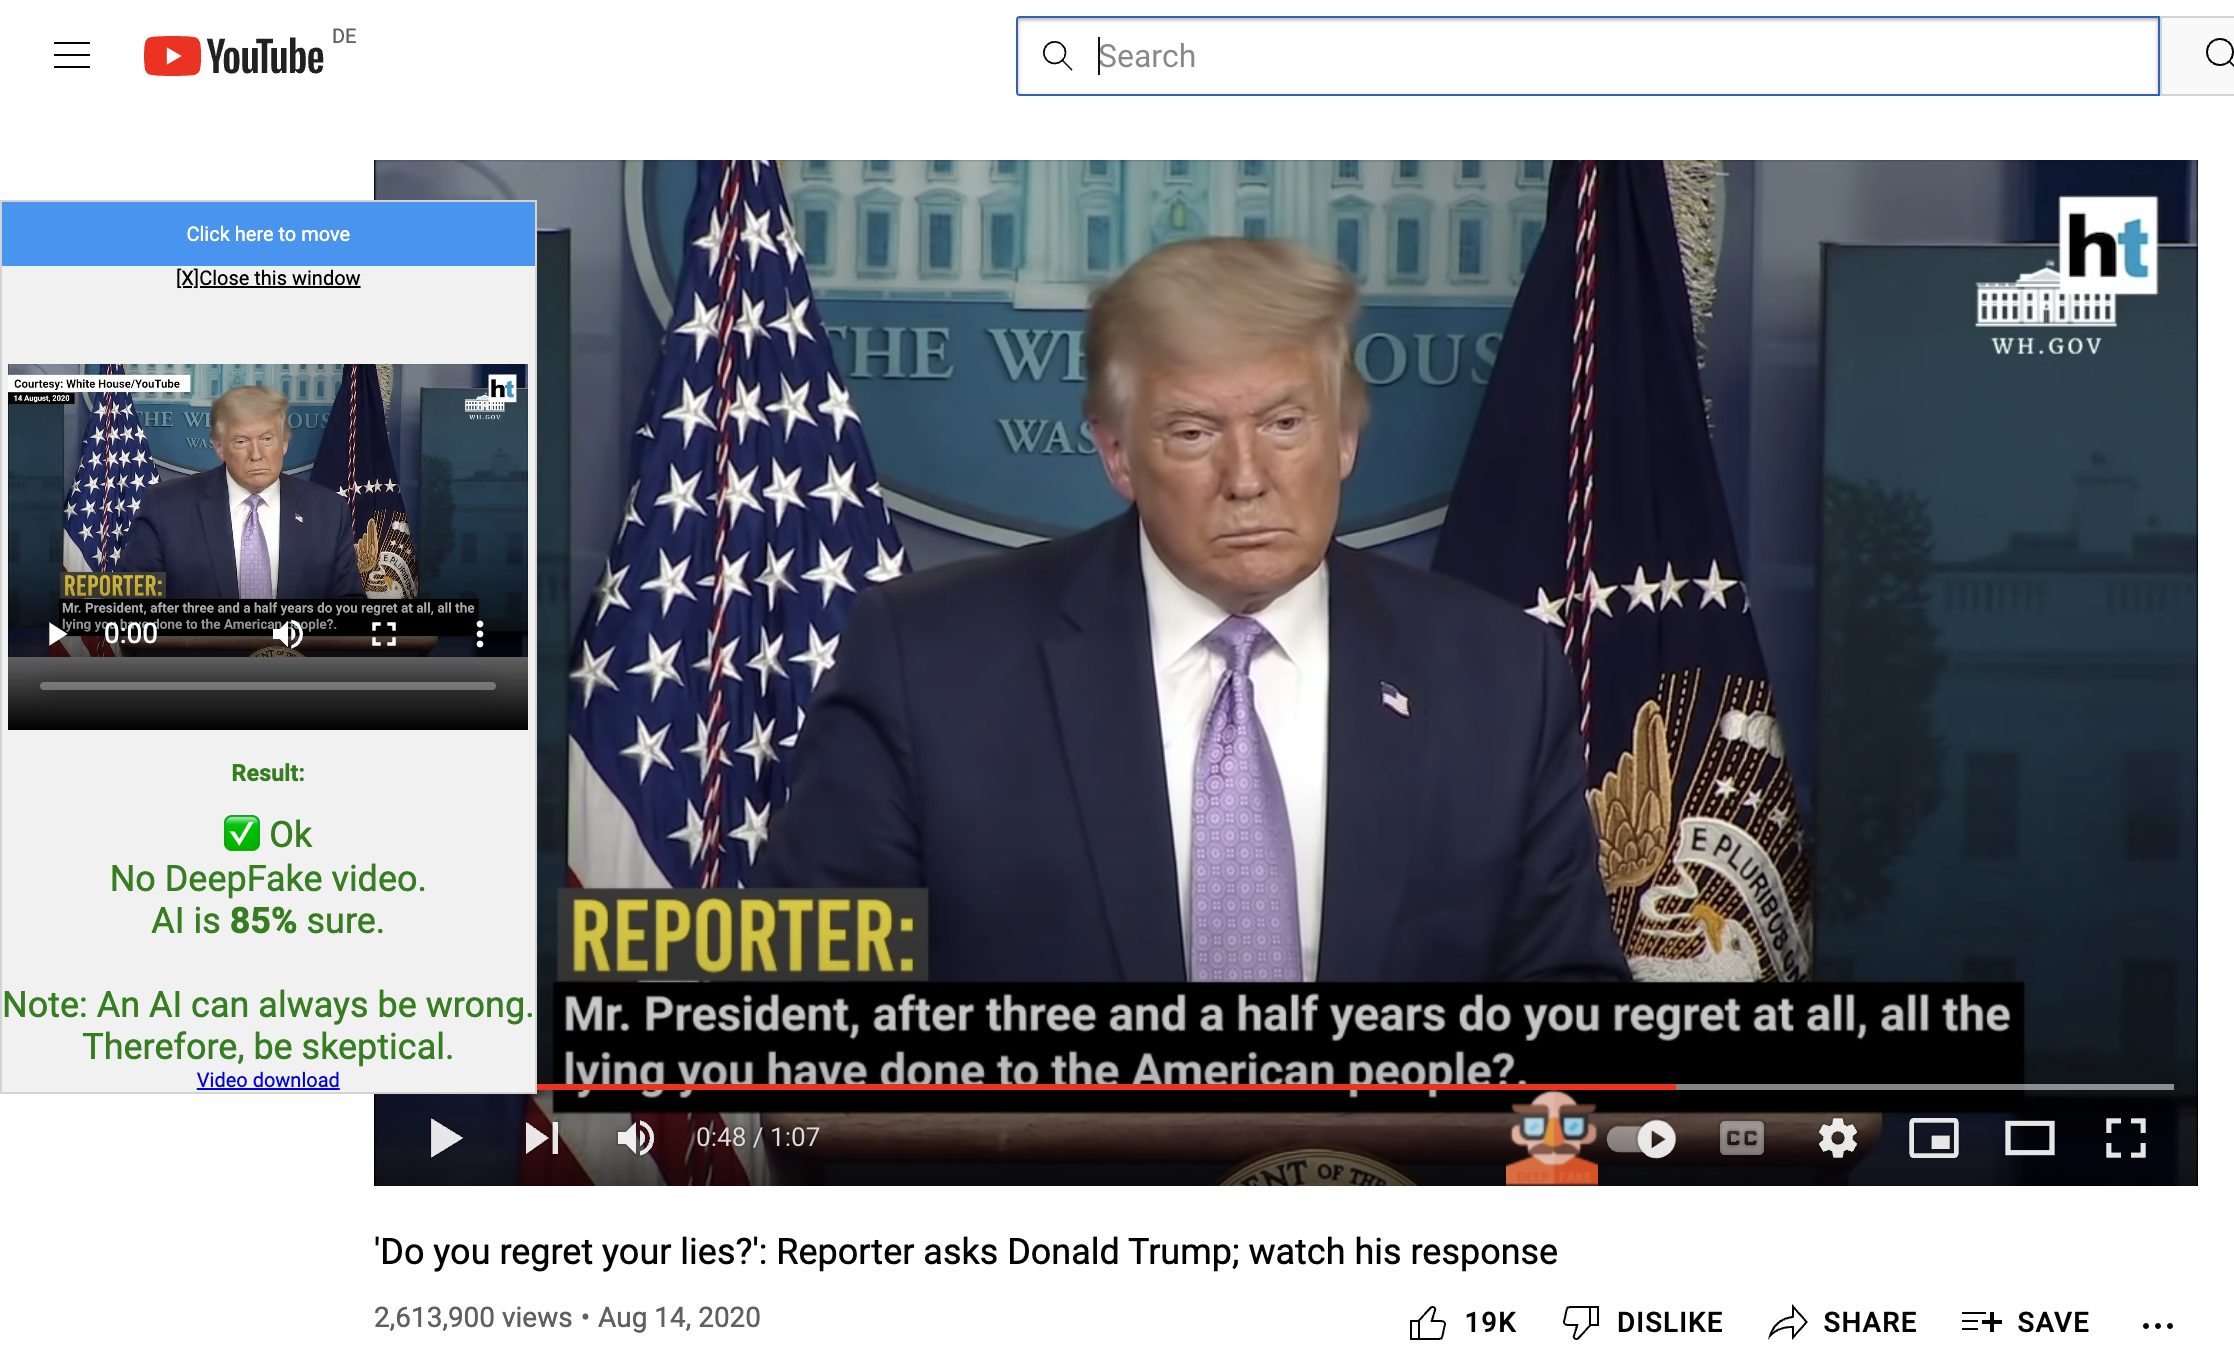 YouTube DE
Search
Click here to move
[X]Close this window
Courtesy: White House/YouTube
14 August, 2020
ht
WH.GOV
THE WH OUS
WAS
REPORTER:
Mr. President, after three and a half years do you regret at all, all the
lying you have done to the American people?.
0:00
Result:
✅ Ok
No DeepFake video.
AI is 85% sure.
Note: An AI can always be wrong.
Therefore, be skeptical.
Video download
ht
WH.GOV
THE WH OUS
WAS
E PLURIBUS UN
REPORTER:
Mr. President, after three and a half years do you regret at all, all the
lying you have done to the American people?.
0:48 / 1:07
DEEP FAKE
CC
NT OF THE
'Do you regret your lies?': Reporter asks Donald Trump; watch his response
2,613,900 views • Aug 14, 2020
19K DISLIKE SHARE SAVE ...